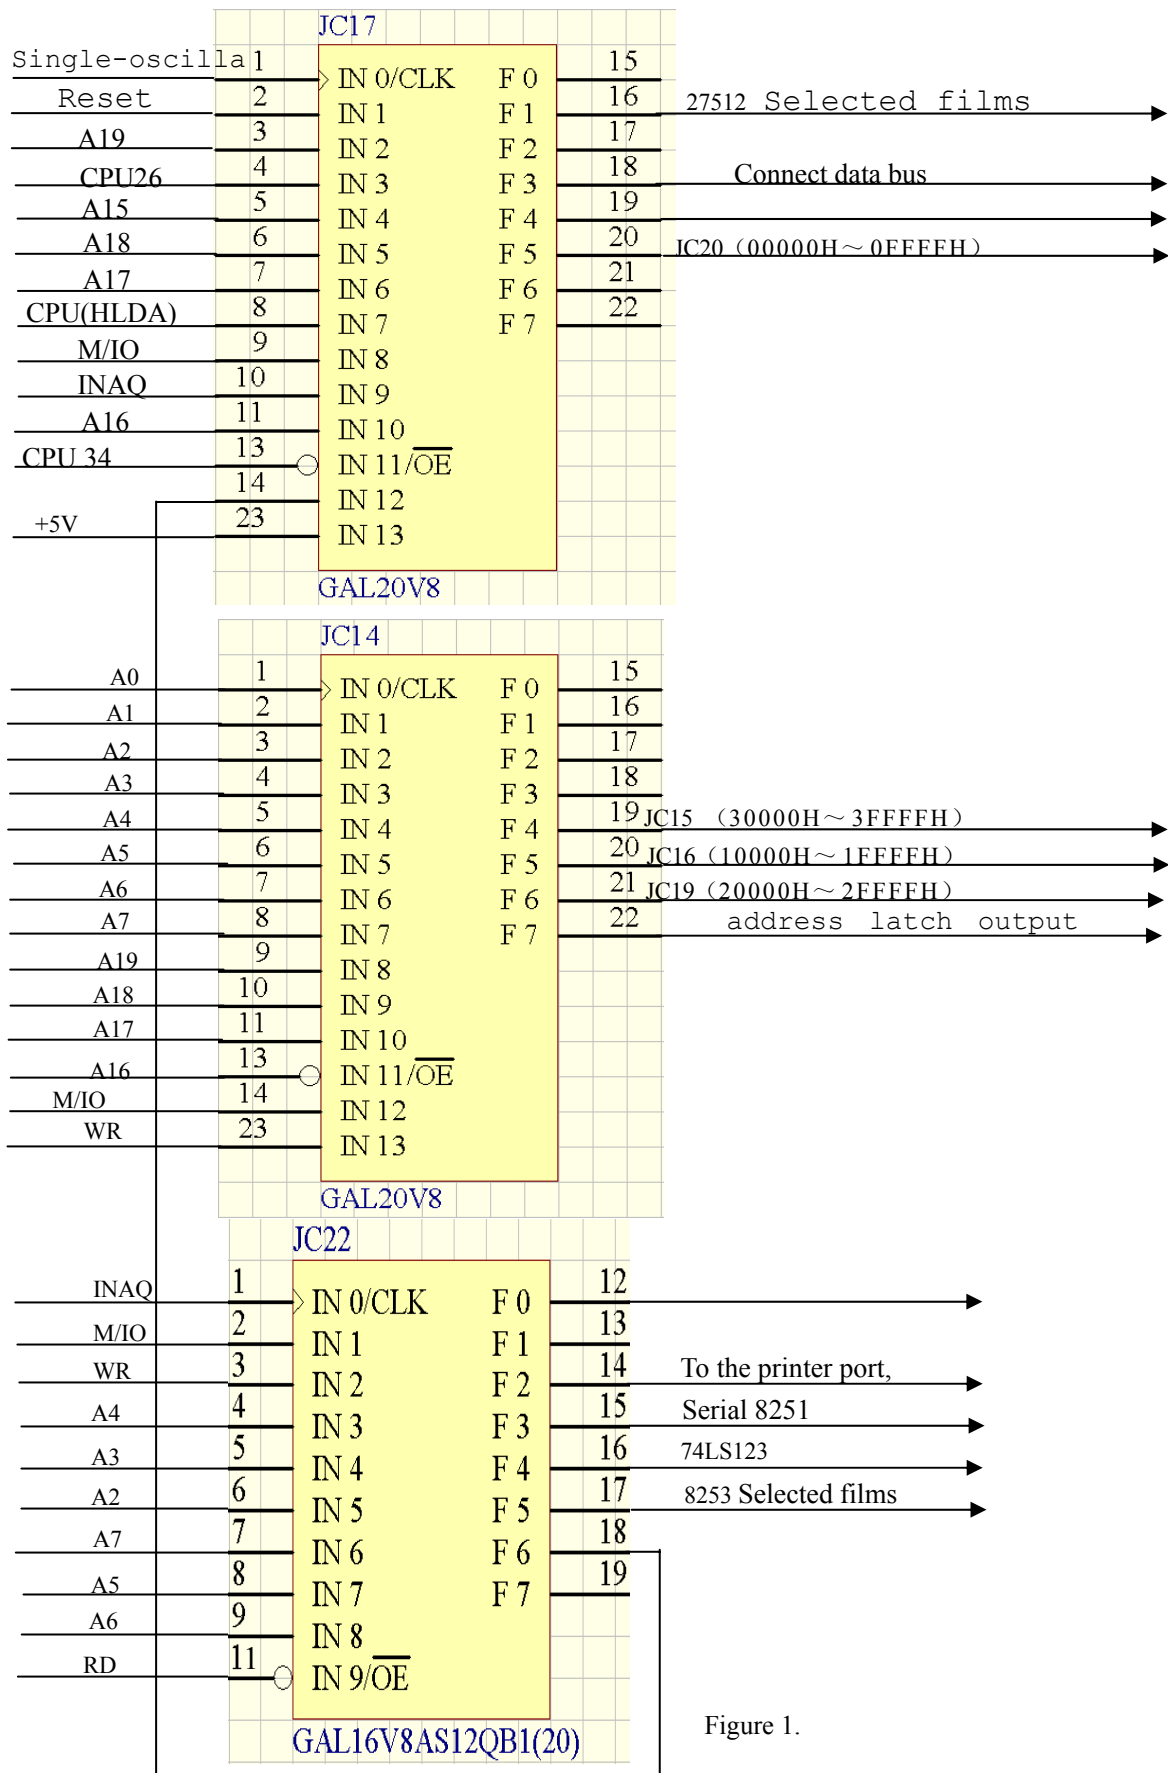 JC17
Single-oscilla 1 IN 0/CLK F 0 15
Reset 2 IN 1 F 1 16 27512 Selected films
A19 3 IN 2 F 2 17
CPU26 4 IN 3 F 3 18 Connect data bus
A15 5 IN 4 F 4 19
A18 6 IN 5 F 5 20 JC20（00000H～0FFFFH）
A17 7 IN 6 F 6 21
CPU(HLDA) 8 IN 7 F 7 22
M/IO 9 IN 8
INAQ 10 IN 9
A16 11 IN 10
CPU 34 13 IN 11/OE
14 IN 12
+5V 23 IN 13
GAL20V8
JC14
A0 1 IN 0/CLK F 0 15
A1 2 IN 1 F 1 16
A2 3 IN 2 F 2 17
A3 4 IN 3 F 3 18
A4 5 IN 4 F 4 19 JC15 （30000H～3FFFFH）
A5 6 IN 5 F 5 20 JC16（10000H～1FFFFH）
A6 7 IN 6 F 6 21 JC19（20000H～2FFFFH）
A7 8 IN 7 F 7 22 address latch output
A19 9 IN 8
A18 10 IN 9
A17 11 IN 10
A16 13 IN 11/OE
M/IO 14 IN 12
WR 23 IN 13
GAL20V8
JC22
INAQ 1 IN 0/CLK F 0 12
M/IO 2 IN 1 F 1 13
WR 3 IN 2 F 2 14 To the printer port,
A4 4 IN 3 F 3 15 Serial 8251
A3 5 IN 4 F 4 16 74LS123
A2 6 IN 5 F 5 17 8253 Selected films
A7 7 IN 6 F 6 18
A5 8 IN 7 F 7 19
A6 9 IN 8
RD 11 IN 9/OE
GAL16V8AS12QB1(20)
Figure 1.